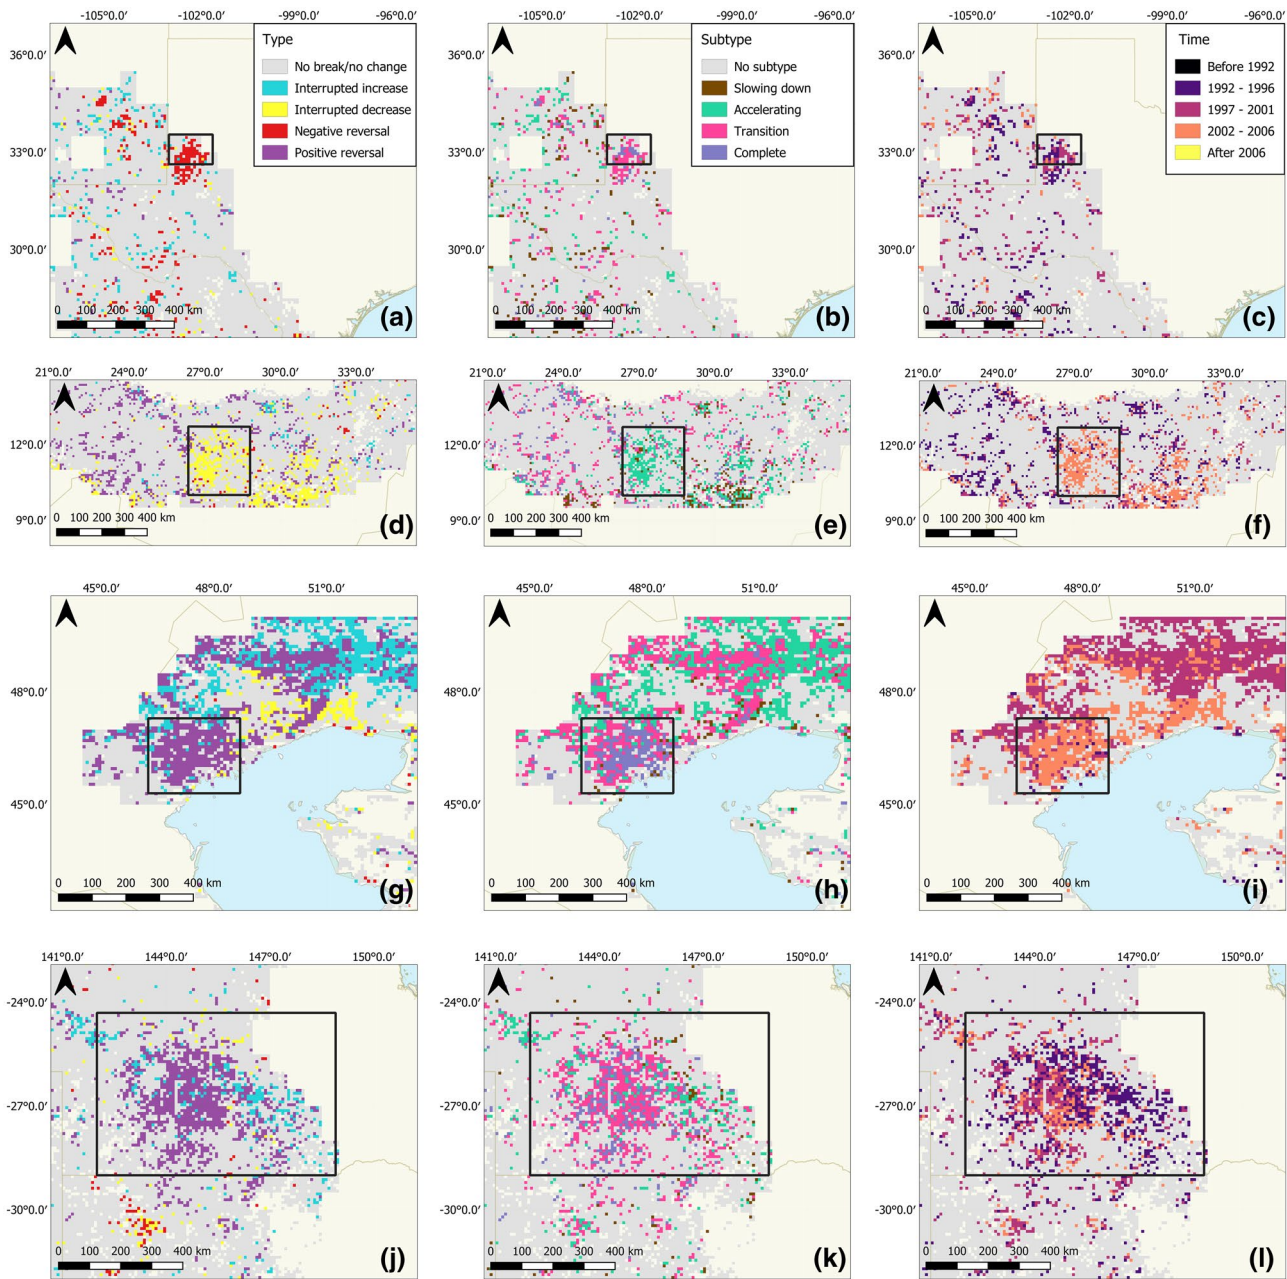 -105°0.0′ -102°0.0′ -99°0.0′ -96°0.0′
36°0.0′
33°0.0′
30°0.0′
Type
No break/no change
Interrupted increase
Interrupted decrease
Negative reversal
Positive reversal
0 100 200 300 400 km
(a)
-105°0.0′ -102°0.0′ -99°0.0′ -96°0.0′
36°0.0′
33°0.0′
30°0.0′
Subtype
No subtype
Slowing down
Accelerating
Transition
Complete
0 100 200 300 400 km
(b)
-105°0.0′ -102°0.0′ -99°0.0′ -96°0.0′
36°0.0′
33°0.0′
30°0.0′
Time
Before 1992
1992 - 1996
1997 - 2001
2002 - 2006
After 2006
0 100 200 300 400 km
(c)
21°0.0′ 24°0.0′ 27°0.0′ 30°0.0′ 33°0.0′
12°0.0′
9°0.0′
0 100 200 300 400 km
(d)
21°0.0′ 24°0.0′ 27°0.0′ 30°0.0′ 33°0.0′
12°0.0′
9°0.0′
0 100 200 300 400 km
(e)
21°0.0′ 24°0.0′ 27°0.0′ 30°0.0′ 33°0.0′
12°0.0′
9°0.0′
0 100 200 300 400 km
(f)
45°0.0′ 48°0.0′ 51°0.0′
48°0.0′
45°0.0′
0 100 200 300 400 km
(g)
45°0.0′ 48°0.0′ 51°0.0′
48°0.0′
45°0.0′
0 100 200 300 400 km
(h)
45°0.0′ 48°0.0′ 51°0.0′
48°0.0′
45°0.0′
0 100 200 300 400 km
(i)
141°0.0′ 144°0.0′ 147°0.0′ 150°0.0′
-24°0.0′
-27°0.0′
-30°0.0′
0 100 200 300 400 km
(j)
141°0.0′ 144°0.0′ 147°0.0′ 150°0.0′
-24°0.0′
-27°0.0′
-30°0.0′
0 100 200 300 400 km
(k)
141°0.0′ 144°0.0′ 147°0.0′ 150°0.0′
-24°0.0′
-27°0.0′
-30°0.0′
0 100 200 300 400 km
(l)